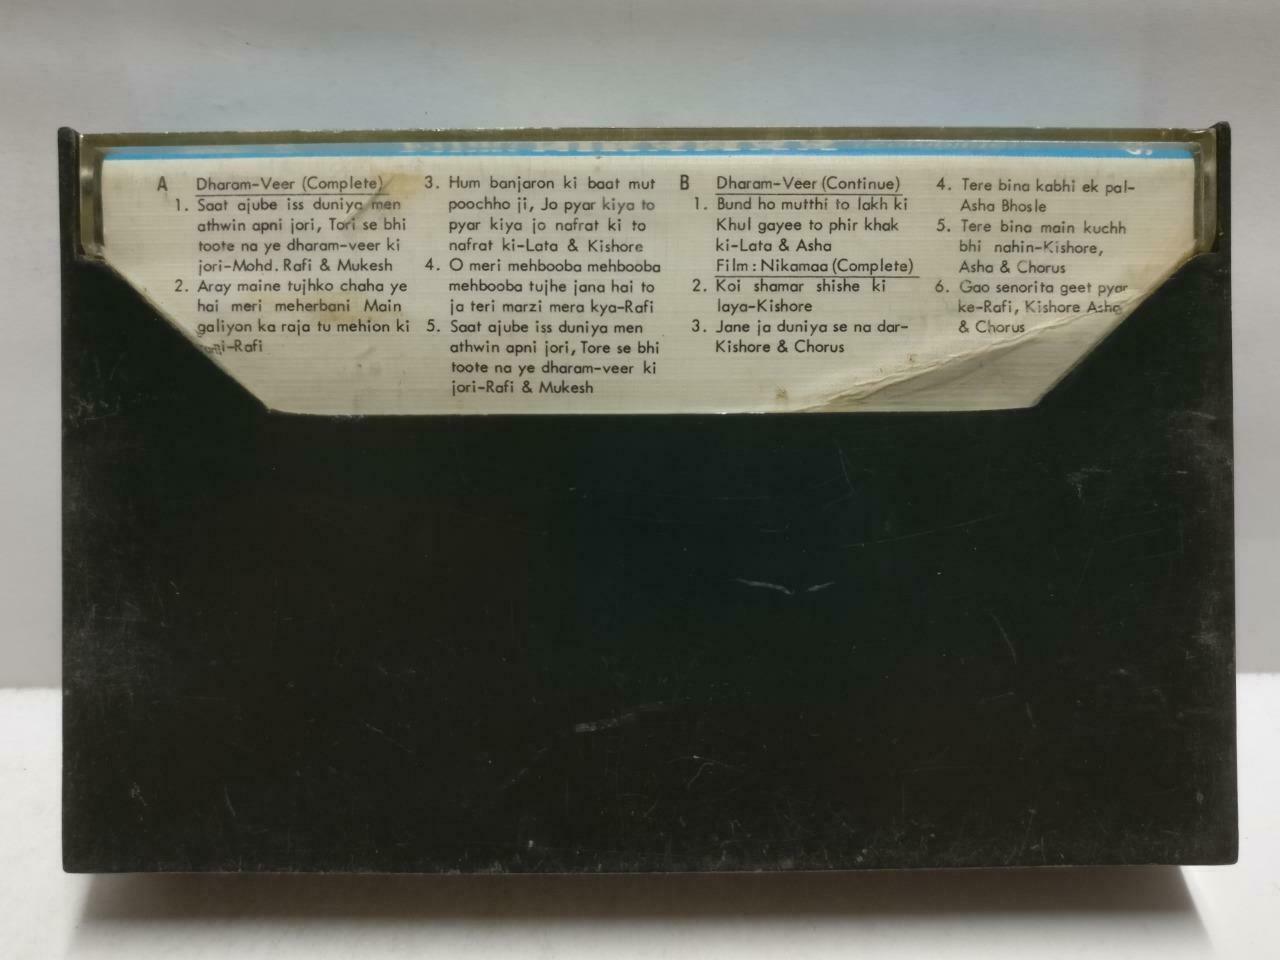 A Dharam-Veer (Complete)
1. Saat ajube iss duniya men
athwin apni jori, Tori se bhi
toote na ye dharam-veer ki
jori-Mohd. Rafi & Mukesh
2. Aray maine tujhko chaha ye
hai meri meherbani Main
galiyon ka raja tu mehion ki
-Rafi
3. Hum banjaron ki baat mut
poochho ji, Jo pyar kiya to
pyar kiya jo nafrat ki to
nafrat ki-Lata & Kishore
4. O meri mehbooba mehbooba
mehbooba tujhe jana hai to
ja teri marzi mera kya-Rafi
5. Saat ajube iss duniya men
athwin apni jori, Tore se bhi
toote na ye dharam-veer ki
jori-Rafi & Mukesh
B Dharam-Veer (Continue)
1. Bund ho mutthi to lakh ki
Khul gayee to phir khak
ki-Lata & Asha
Film : Nikamaa (Complete)
2. Koi shamar shishe ki
laya-Kishore
3. Jane ja duniya se na dar-
Kishore & Chorus
4. Tere bina kabhi ek pal-
Asha Bhosle
5. Tere bina main kuchh
bhi nahin-Kishore,
Asha & Chorus
6. Gao senorita geet pyar
ke-Rafi, Kishore Asha
& Chorus